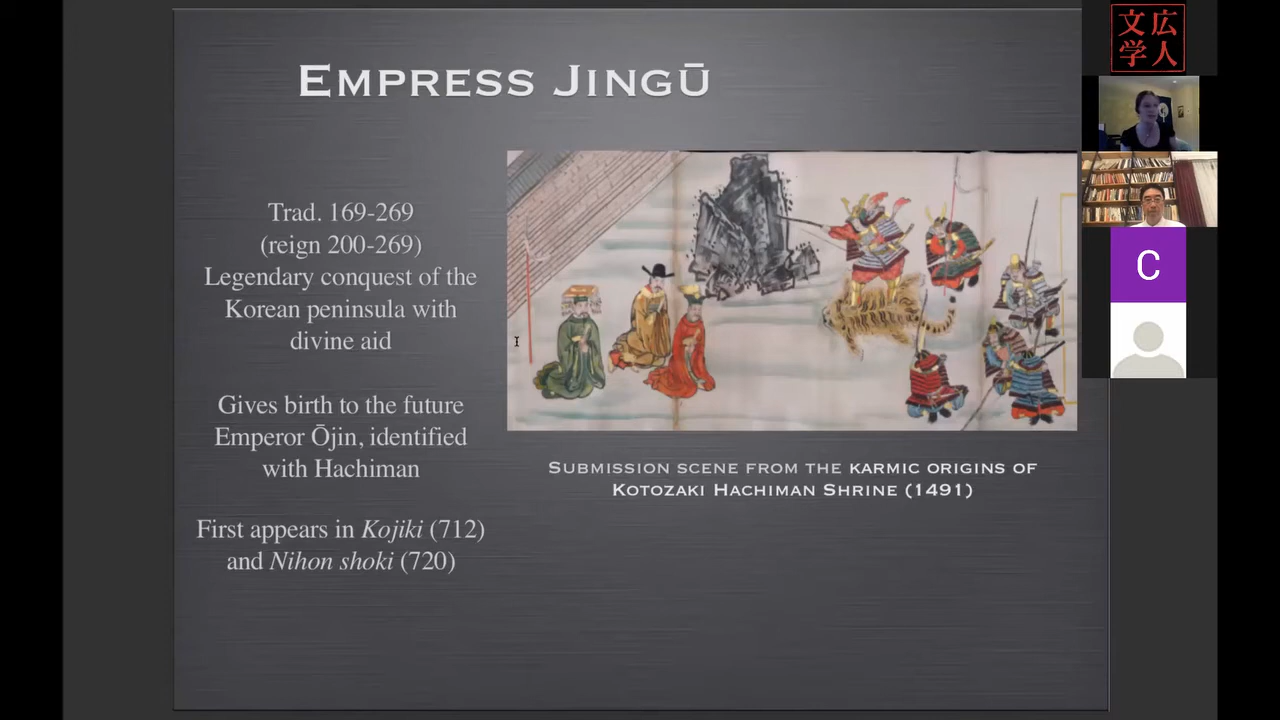 Empress Jingū
Trad. 169-269
(reign 200-269)
Legendary conquest of the
Korean peninsula with
divine aid
Gives birth to the future
Emperor Ōjin, identified
with Hachiman
First appears in Kojiki (712)
and Nihon shoki (720)
Submission scene from the karmic origins of
Kotozaki Hachiman Shrine (1491)
文広
学人
C